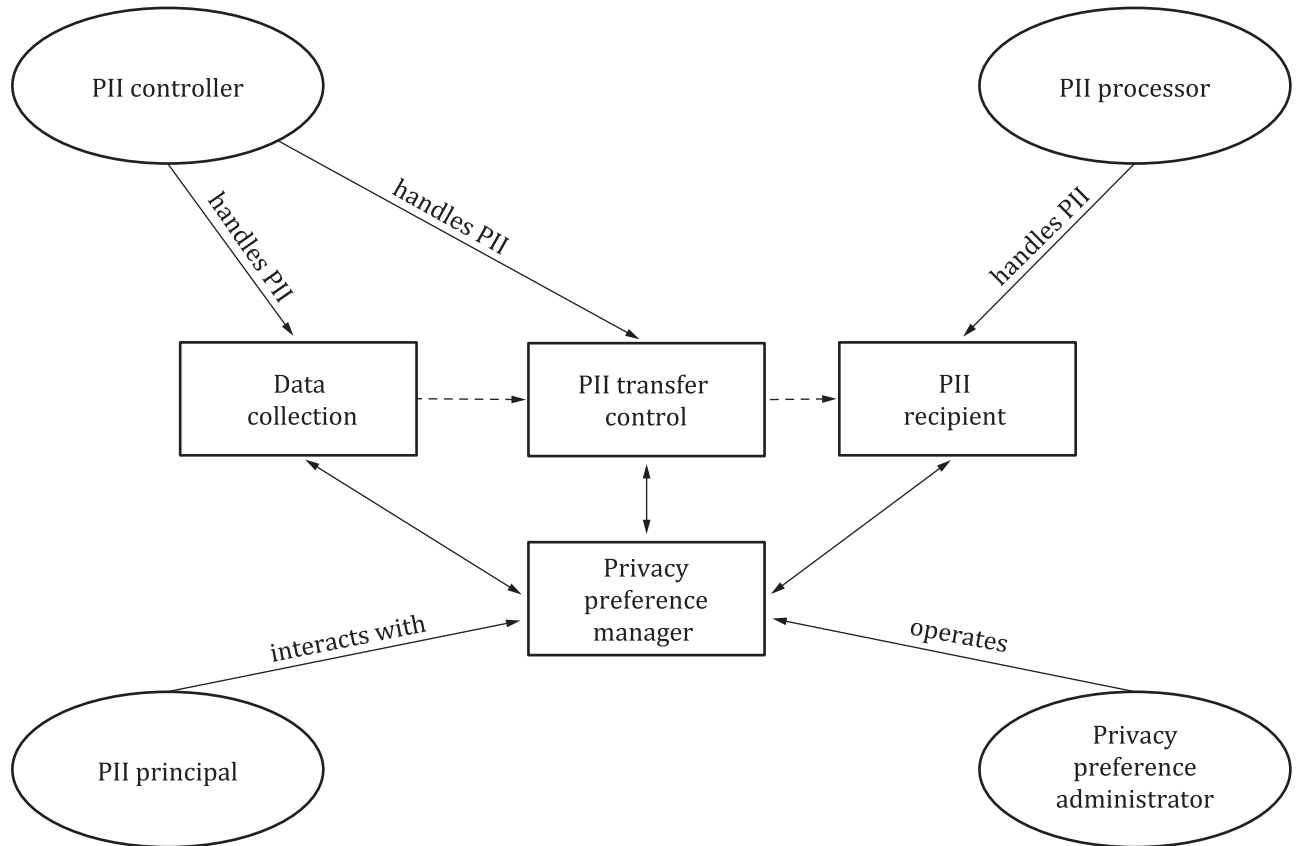 PII controller
PII processor
handles PII
handles PII
handles PII
Data
collection
PII transfer
control
PII
recipient
Privacy
preference
manager
interacts with
operates
PII principal
Privacy
preference
administrator